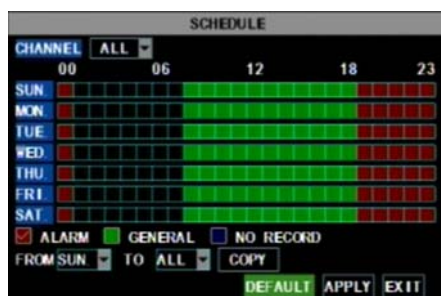 SCHEDULE
CHANNEL ALL
00 06 12 18 23
SUN.
MON.
TUE.
WED.
THU.
FRI.
SAT.
ALARM GENERAL NO RECORD
FROM SUN. TO ALL COPY
DEFAULT APPLY EXIT